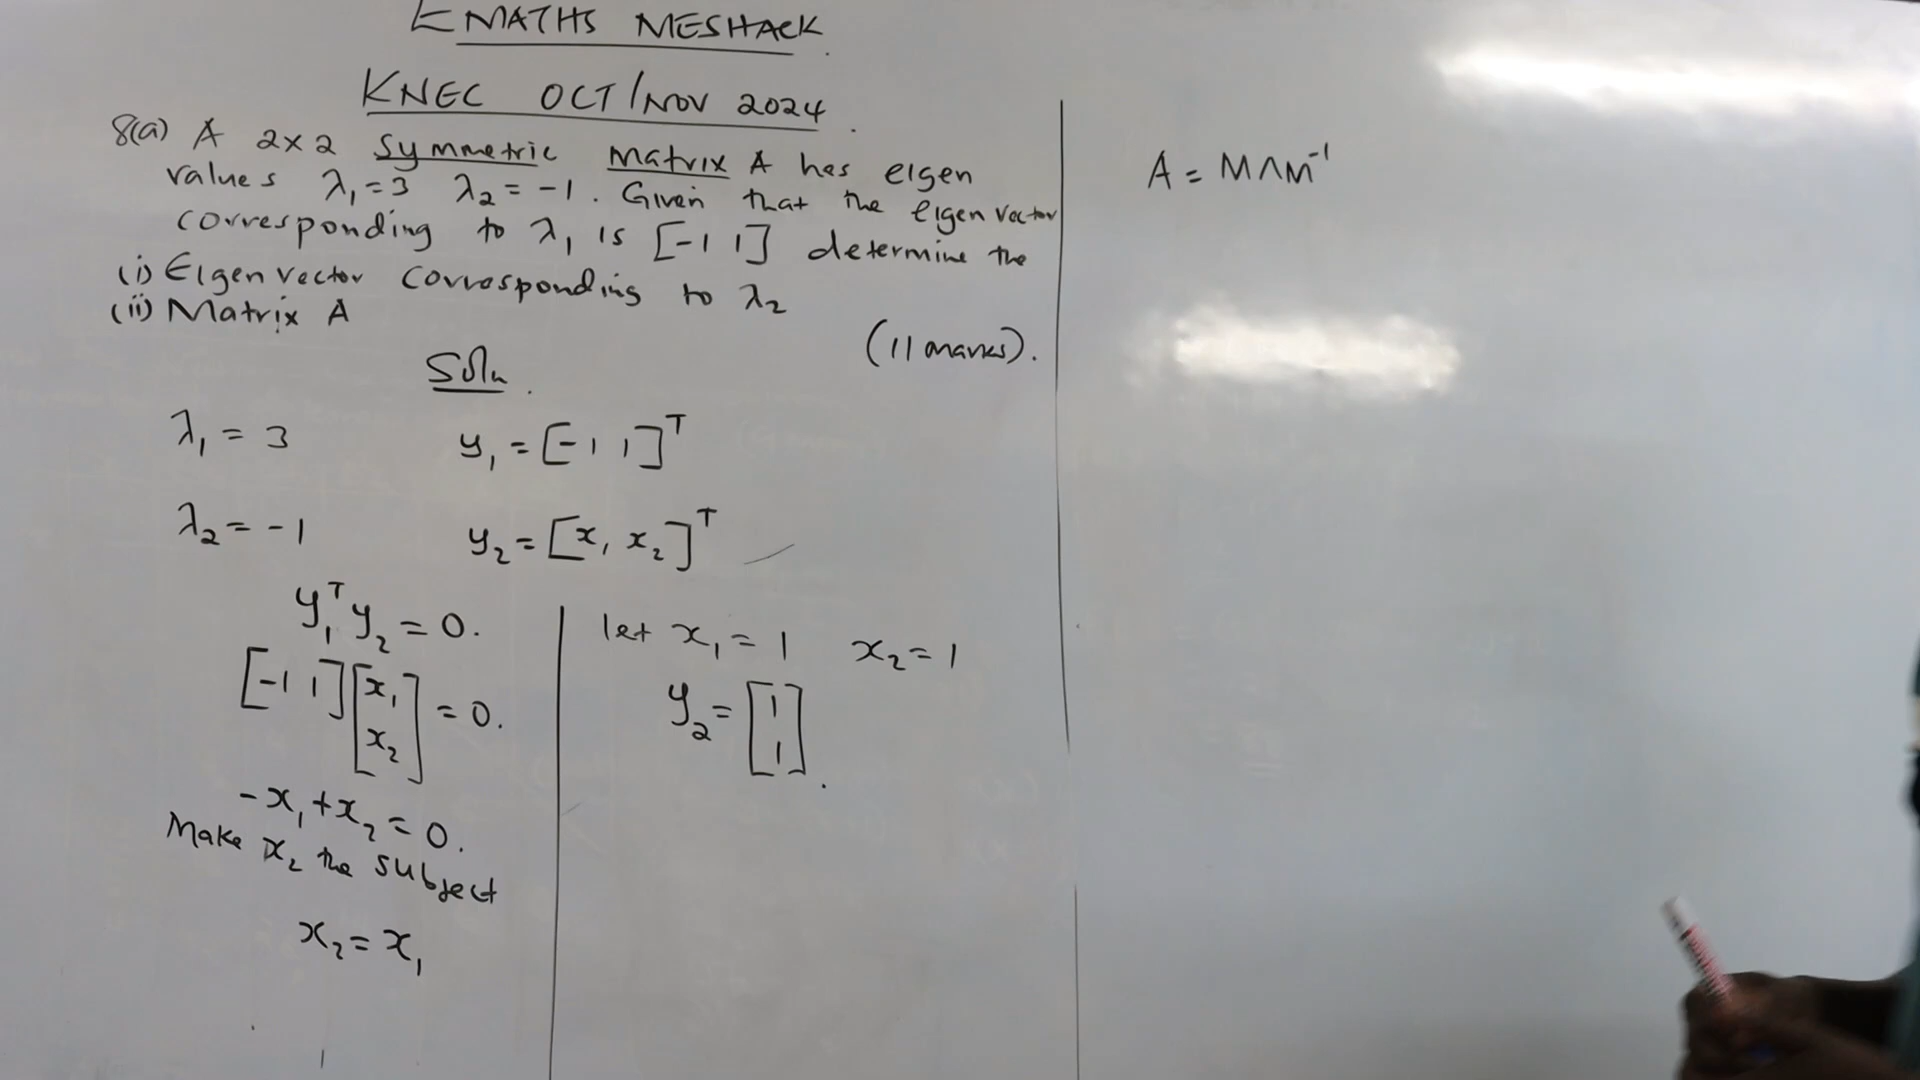 EMATHS MESHACK
KNEC OCT/NOV 2024
8(a) A 2x2 symmetric matrix A has eigen
values λ₁=3 λ₂=-1. Given that the eigen vector
corresponding to λ₁ is [-1 1] determine the
(i) Eigen vector corresponding to λ₂
(ii) Matrix A
(11 marks).
Soln.
λ₁ = 3 y₁ = [-1 1]ᵀ
λ₂ = -1 y₂ = [x₁ x₂]ᵀ
y₁ᵀy₂ = 0.
[-1 1][x₁
x₂] = 0.
-x₁+x₂ = 0.
Make x₂ the subject
x₂ = x₁
let x₁ = 1 x₂ = 1
y₂ = [1
1].
A = MΛM⁻¹